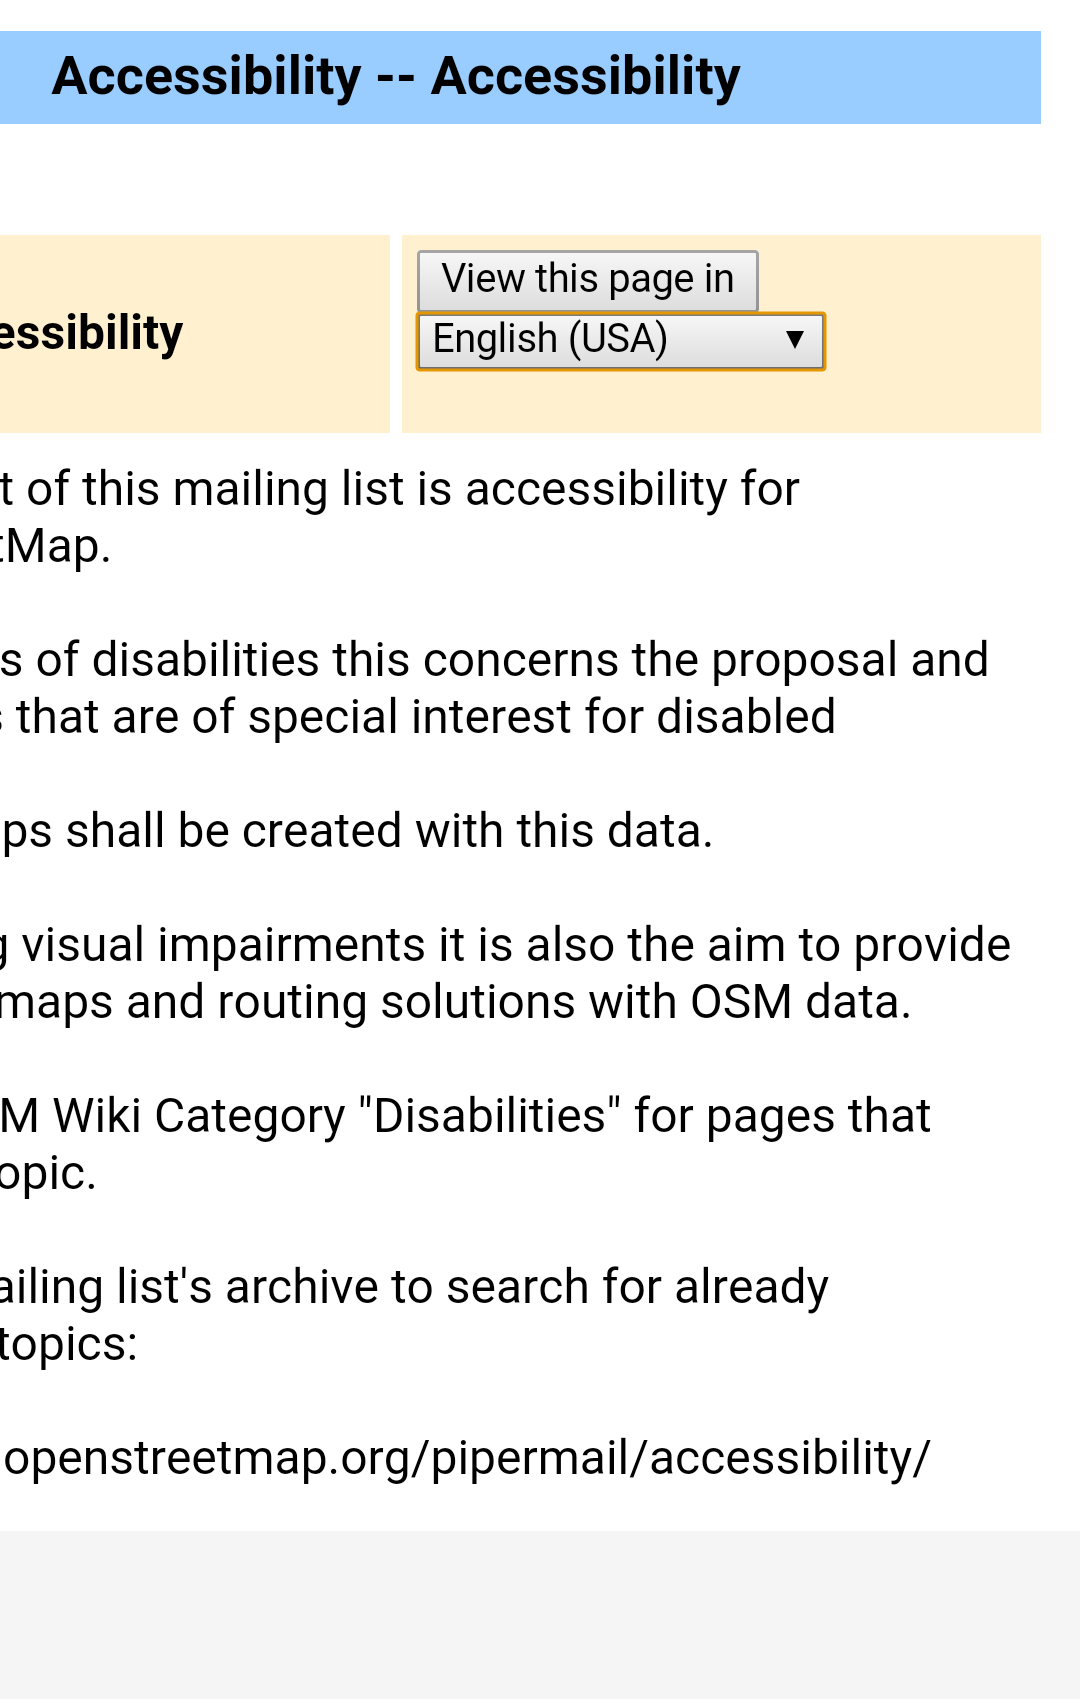 Accessibility -- Accessibility
essibility
View this page in
English (USA)
t of this mailing list is accessibility for
tMap.
s of disabilities this concerns the proposal and
s that are of special interest for disabled
ps shall be created with this data.
g visual impairments it is also the aim to provide
maps and routing solutions with OSM data.
M Wiki Category "Disabilities" for pages that
opic.
ailing list's archive to search for already
topics:
openstreetmap.org/pipermail/accessibility/